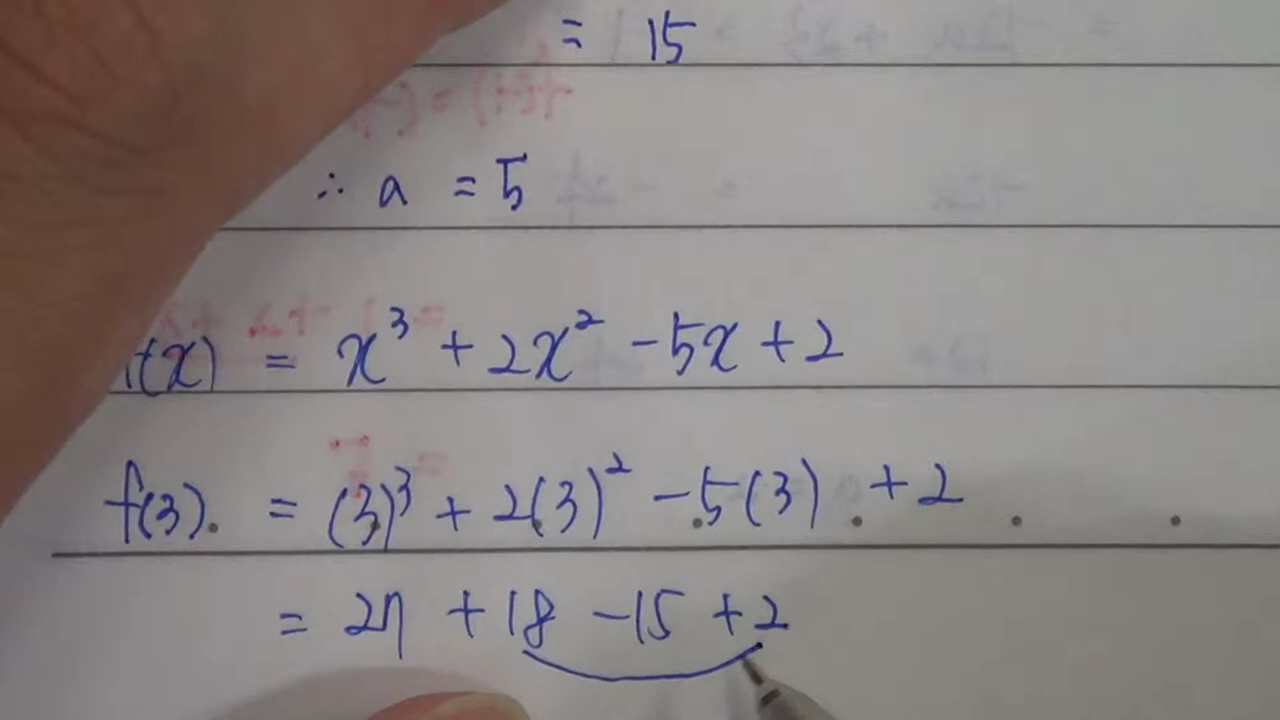 = 15
∴ a = 5
f(x) = x³ + 2x² - 5x + 2
f(3) = (3)³ + 2(3)² - 5(3) + 2
= 27 + 18 - 15 + 2